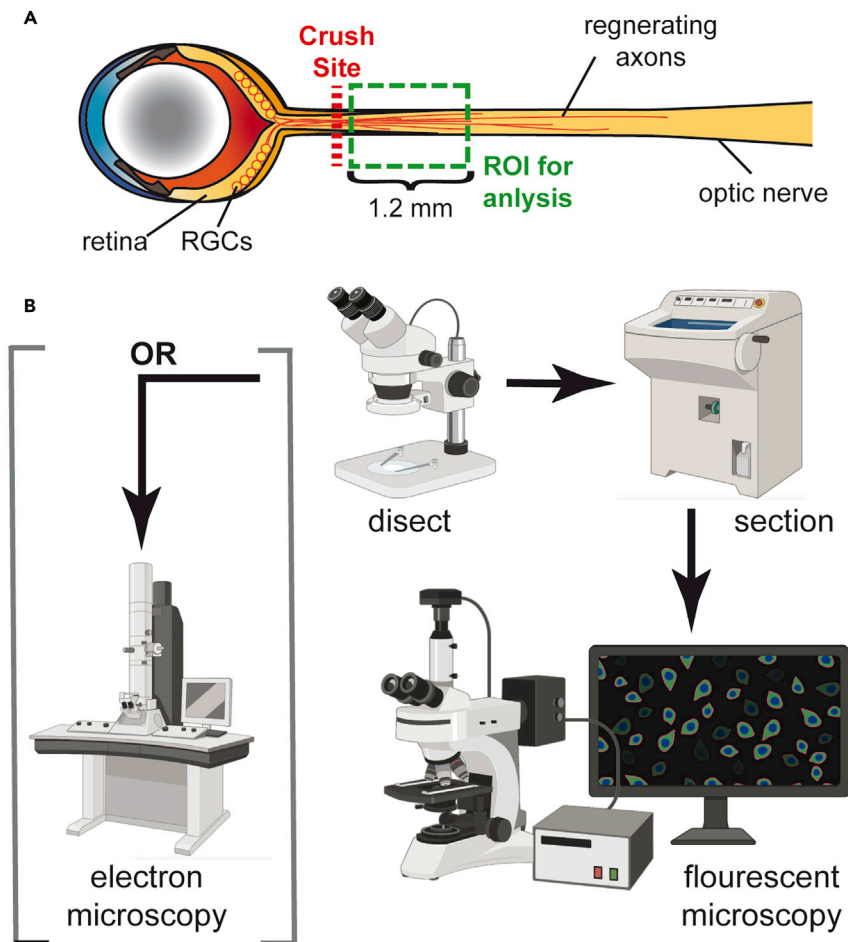 A
Crush
Site
regnerating
axons
ROI for
anlysis
1.2 mm
optic nerve
retina
RGCs
B
OR
disect
section
electron
microscopy
flourescent
microscopy